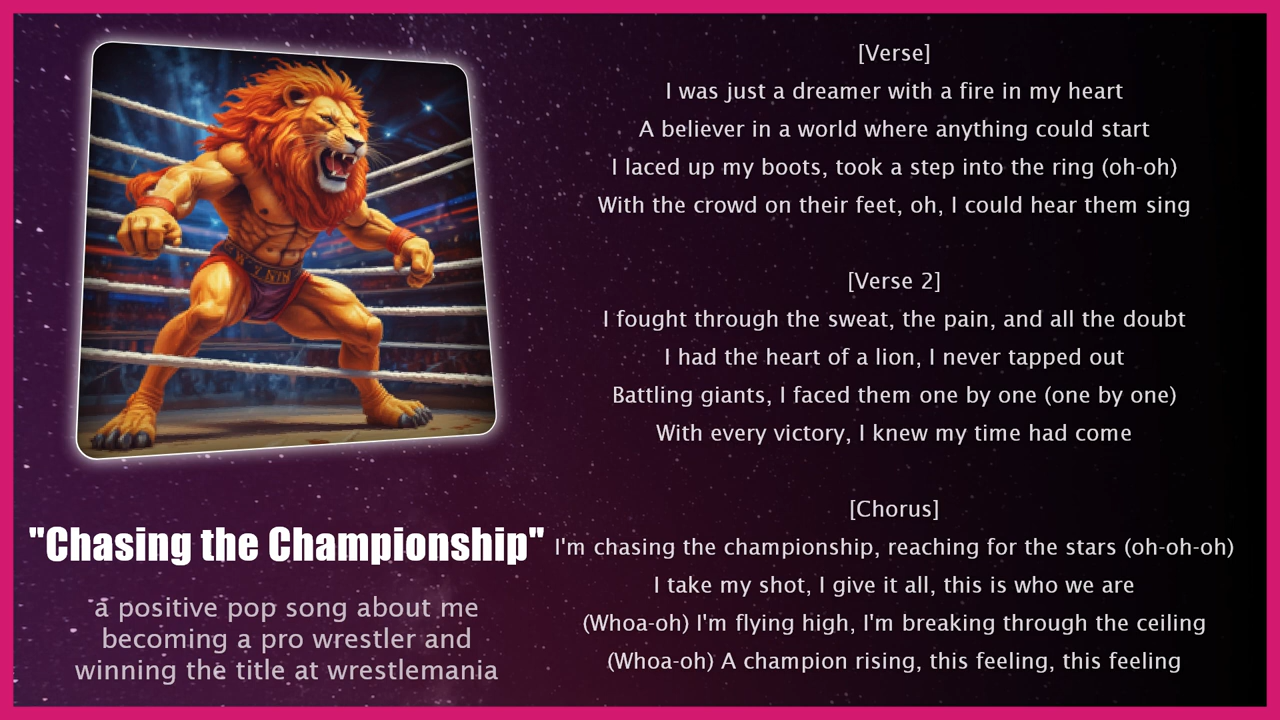 "Chasing the Championship"
a positive pop song about me
becoming a pro wrestler and
winning the title at wrestlemania
[Verse]
I was just a dreamer with a fire in my heart
A believer in a world where anything could start
I laced up my boots, took a step into the ring (oh-oh)
With the crowd on their feet, oh, I could hear them sing
[Verse 2]
I fought through the sweat, the pain, and all the doubt
I had the heart of a lion, I never tapped out
Battling giants, I faced them one by one (one by one)
With every victory, I knew my time had come
[Chorus]
I'm chasing the championship, reaching for the stars (oh-oh-oh)
I take my shot, I give it all, this is who we are
(Whoa-oh) I'm flying high, I'm breaking through the ceiling
(Whoa-oh) A champion rising, this feeling, this feeling